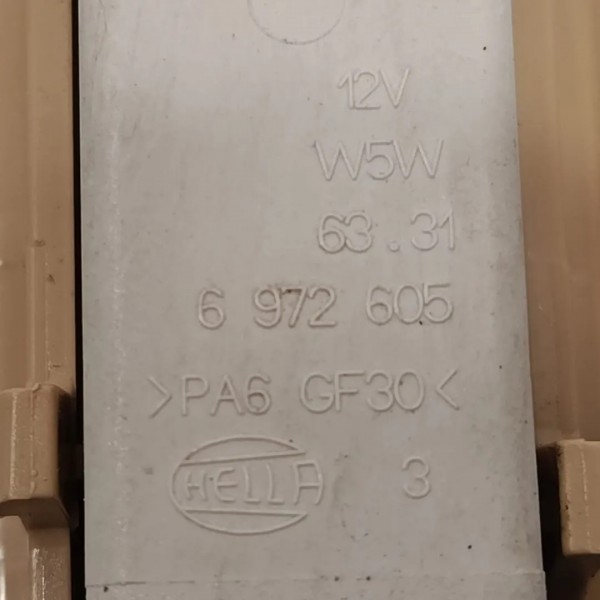 12V
W5W
63.31
6 972 605
>PA6 GF30<
HELLA 3